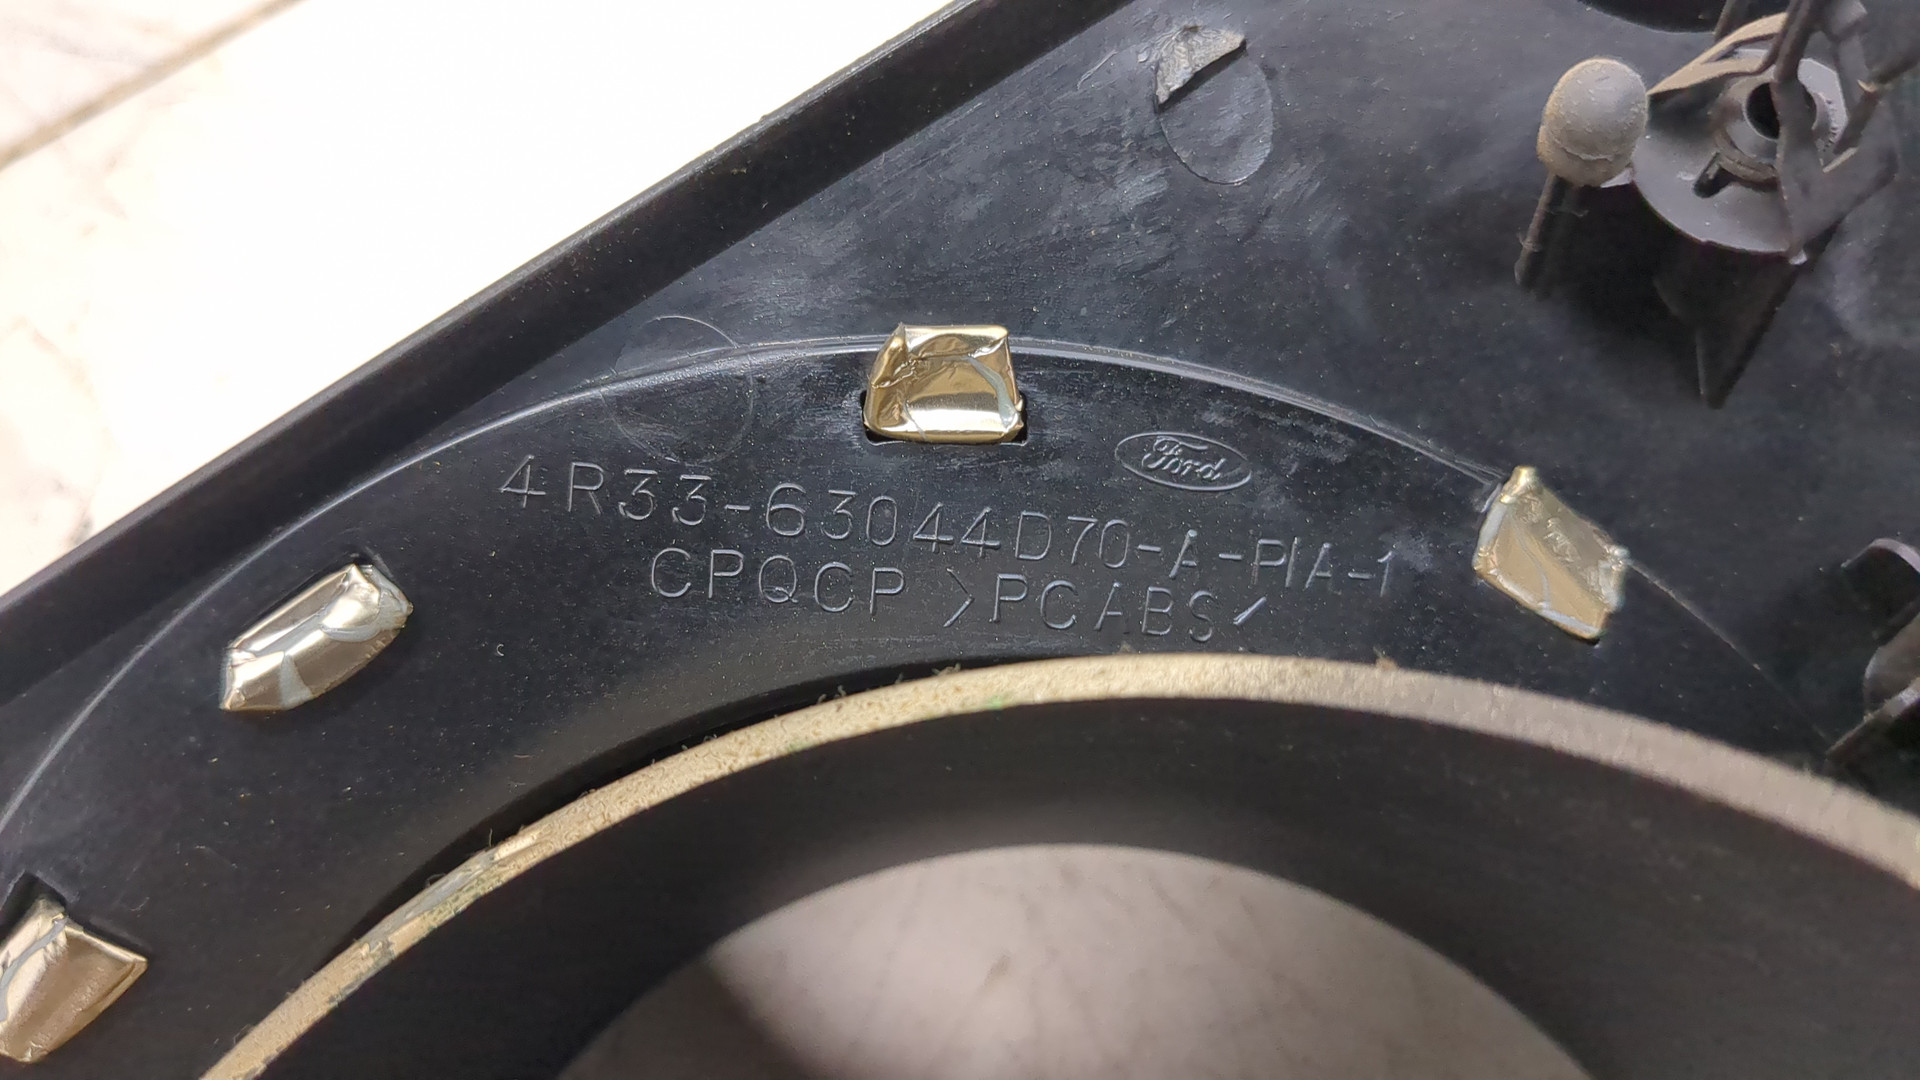 Ford
4R33-63044D70-A-PIA-1
CPQCP >PCABS<